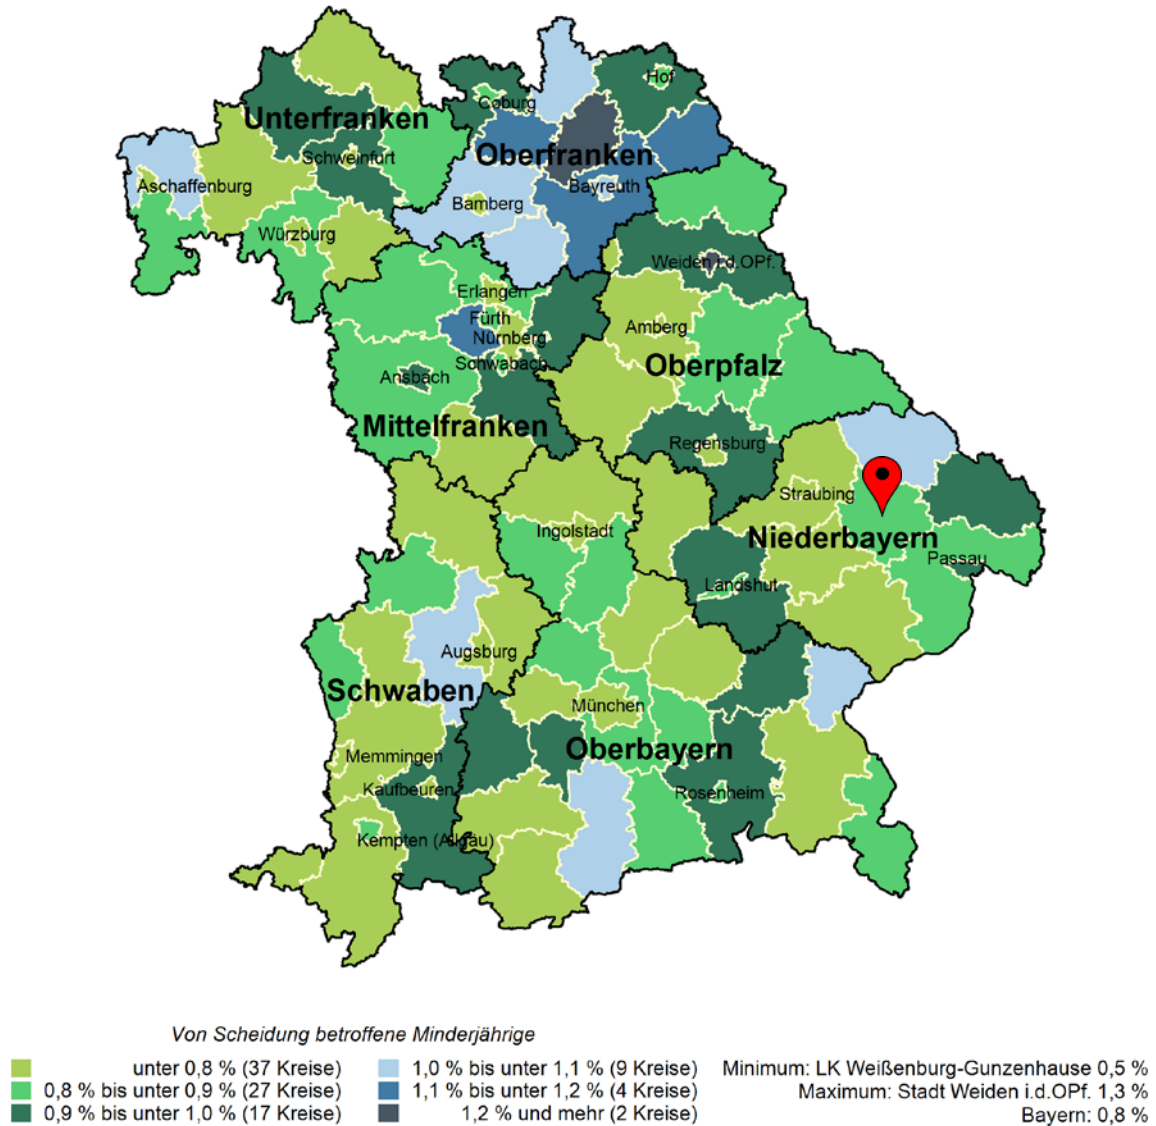 Hof
Coburg
Unterfranken
Oberfranken
Schweinfurt
Aschaffenburg
Bayreuth
Bamberg
Würzburg
Weiden i.d.OPf.
Erlangen
Fürth
Amberg
Nürnberg
Schwabach
Oberpfalz
Ansbach
Mittelfranken
Regensburg
Straubing
Ingolstadt
Niederbayern
Passau
Landshut
Augsburg
Schwaben
München
Oberbayern
Memmingen
Kaufbeuren
Rosenheim
Kempten (Allgäu)
Von Scheidung betroffene Minderjährige
unter 0,8 % (37 Kreise)
0,8 % bis unter 0,9 % (27 Kreise)
0,9 % bis unter 1,0 % (17 Kreise)
1,0 % bis unter 1,1 % (9 Kreise)
1,1 % bis unter 1,2 % (4 Kreise)
1,2 % und mehr (2 Kreise)
Minimum: LK Weißenburg-Gunzenhause 0,5 %
Maximum: Stadt Weiden i.d.OPf. 1,3 %
Bayern: 0,8 %